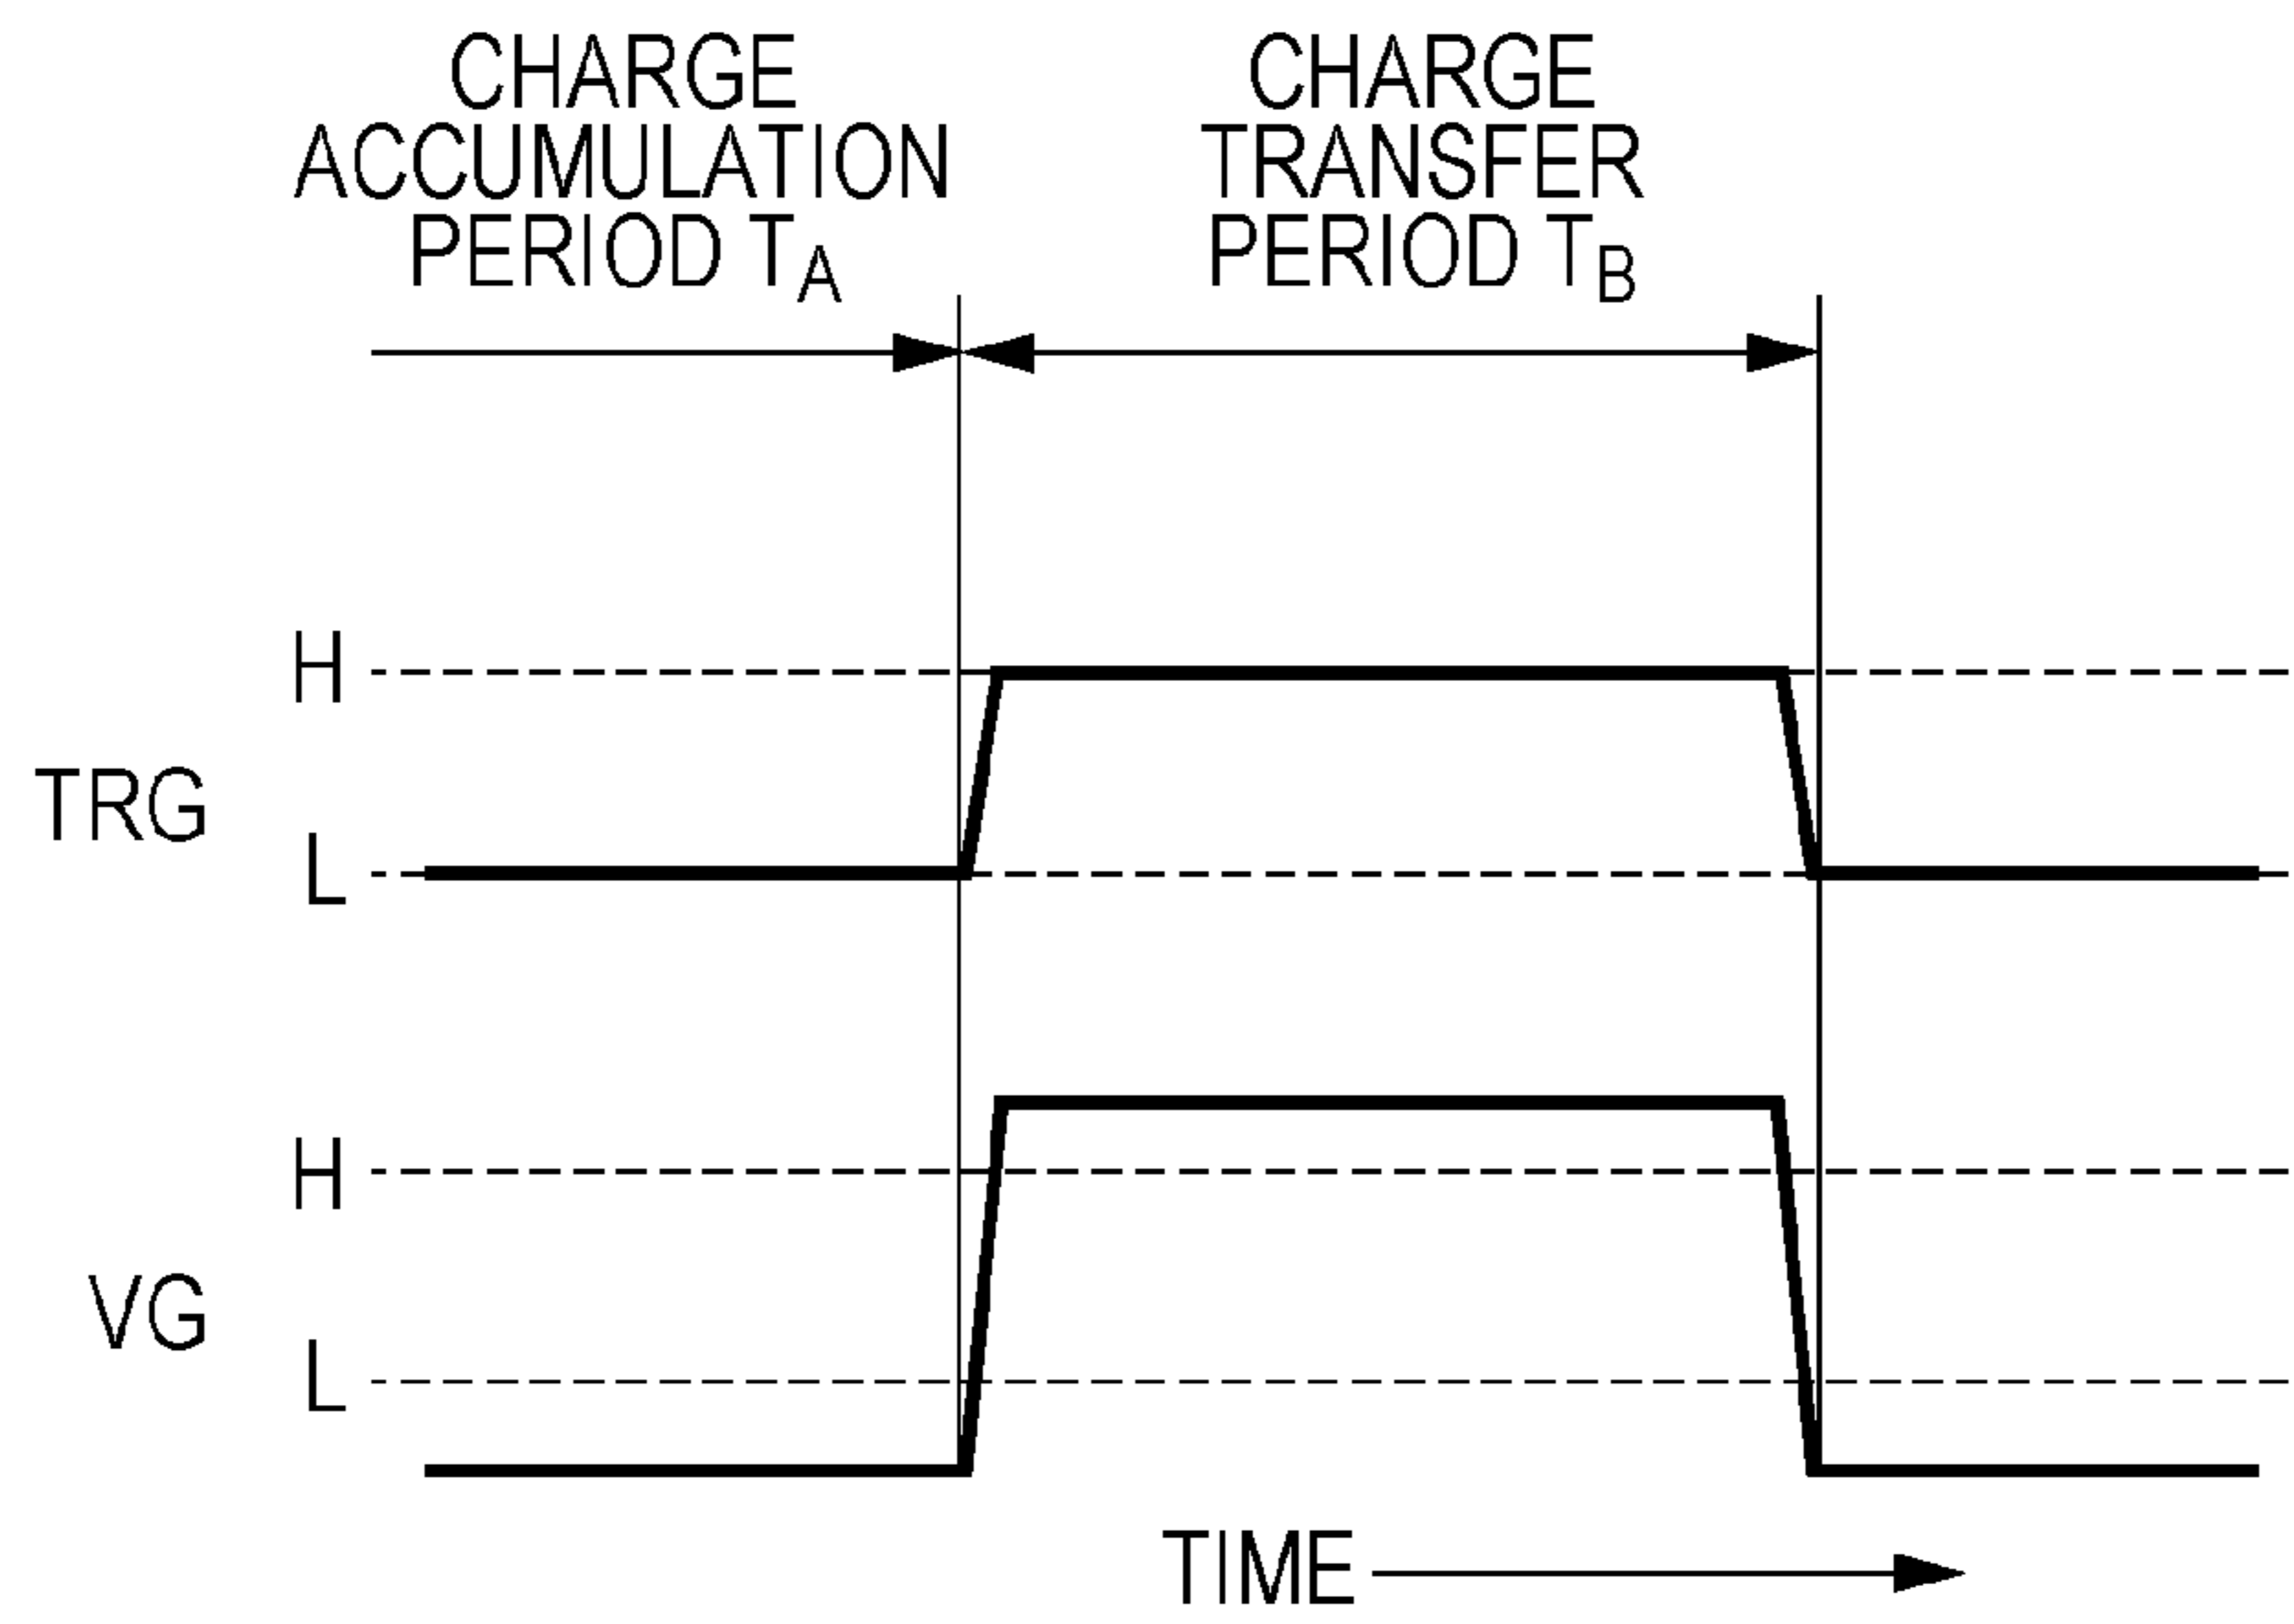 CHARGE
ACCUMULATION
PERIOD TA
CHARGE
TRANSFER
PERIOD TB
H
TRG
L
H
VG
L
TIME